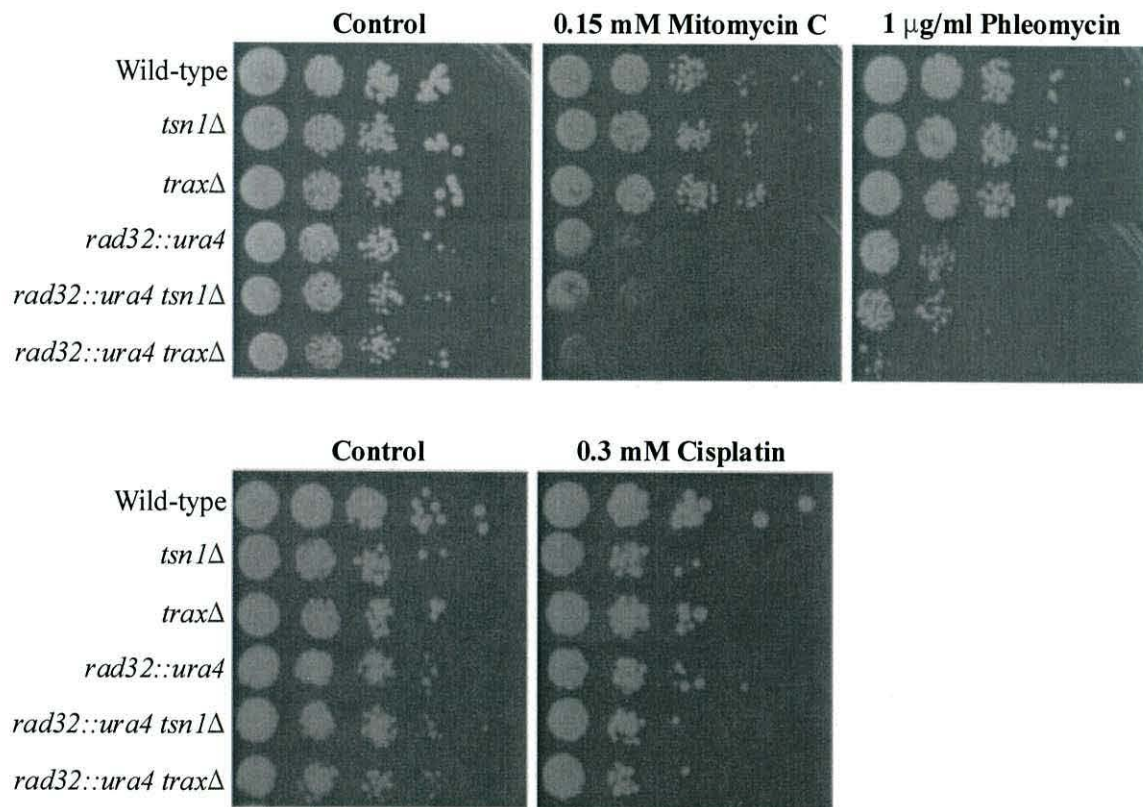 Control 0.15 mM Mitomycin C 1 μg/ml Phleomycin
Wild-type
tsn1Δ
traxΔ
rad32::ura4
rad32::ura4 tsn1Δ
rad32::ura4 traxΔ
Control 0.3 mM Cisplatin
Wild-type
tsn1Δ
traxΔ
rad32::ura4
rad32::ura4 tsn1Δ
rad32::ura4 traxΔ